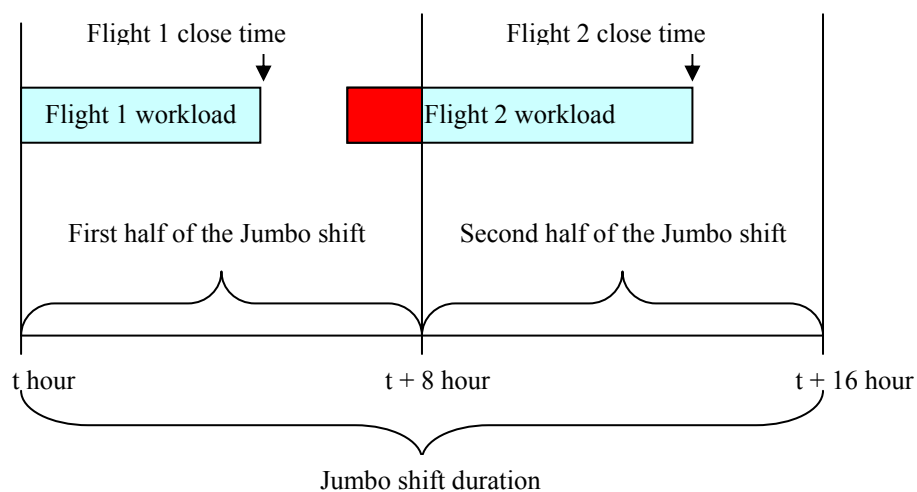 Flight 1 close time
Flight 2 close time
Flight 1 workload
Flight 2 workload
First half of the Jumbo shift
Second half of the Jumbo shift
t hour
t + 8 hour
t + 16 hour
Jumbo shift duration